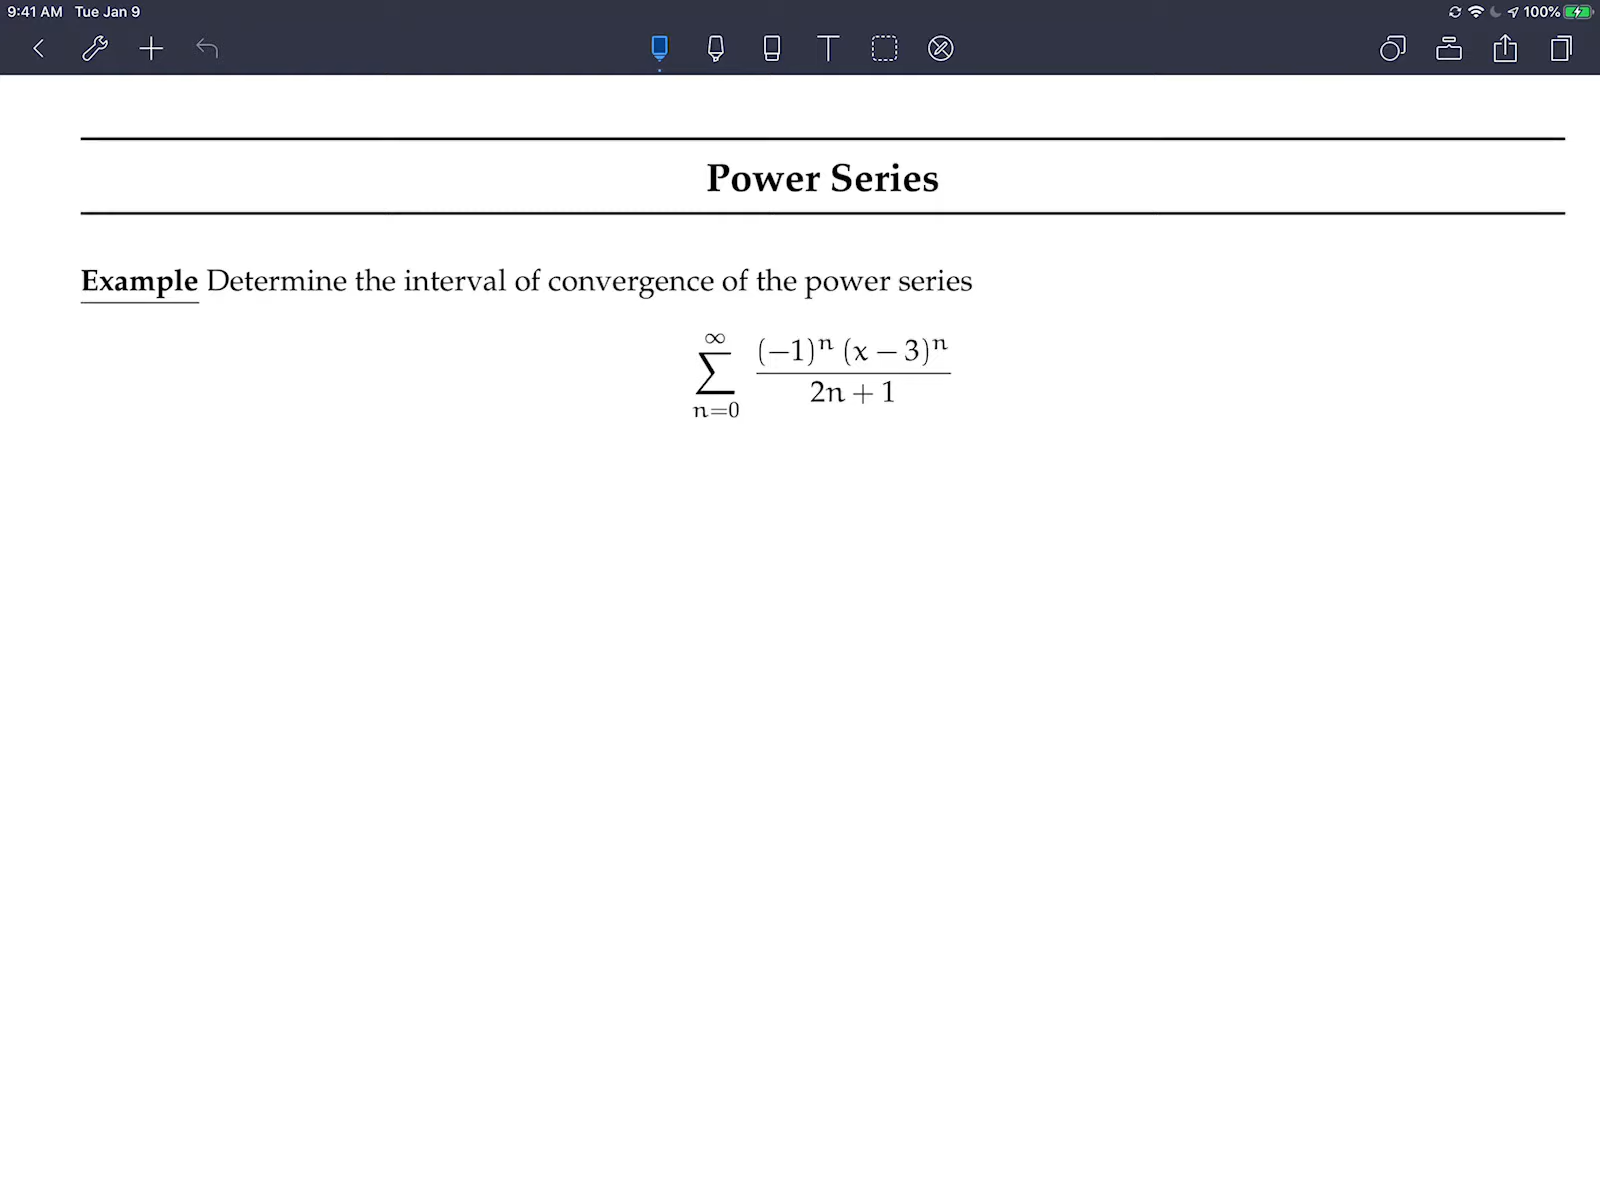 9:41 AM Tue Jan 9
100%
Power Series
Example Determine the interval of convergence of the power series
∞
∑ (−1)ⁿ (x − 3)ⁿ / 2n + 1
n=0